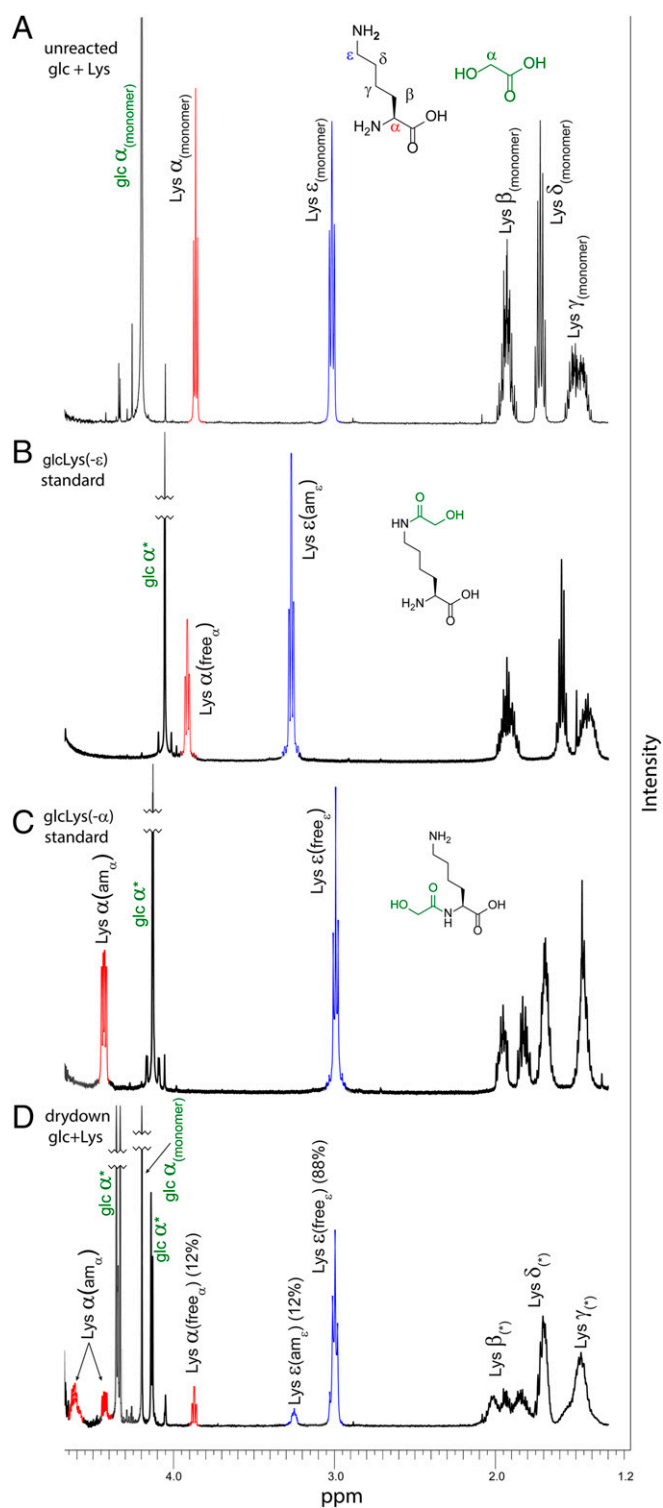 A
unreacted
glc + Lys
glc α(monomer)
Lys α(monomer)
Lys ε(monomer)
Lys β(monomer)
Lys δ(monomer)
Lys γ(monomer)
NH2
ε
δ
γ
β
OH
H2N
α
O
α
OH
HO
O
B
glcLys(-ε)
standard
glc α*
Lys α(freeα)
Lys ε(amε)
O
OH
HN
OH
H2N
O
C
glcLys(-α)
standard
Lys α(amα)
glc α*
Lys ε(freeε)
NH2
O
HO
N
H
OH
O
D
drydown
glc+Lys
Lys α(amα)
glc α*
glc α(monomer)
glc α*
Lys α(freeα) (12%)
Lys ε(amε) (12%)
Lys ε(freeε) (88%)
Lys β(*)
Lys δ(*)
Lys γ(*)
Intensity
4.0
3.0
2.0
1.2
ppm